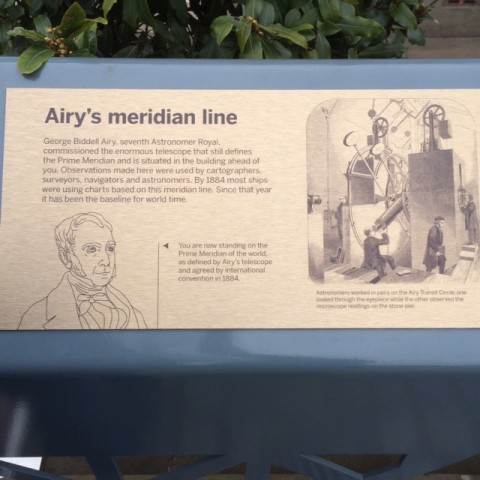 Airy's meridian line
George Biddell Airy, seventh Astronomer Royal,
commissioned the enormous telescope that still defines
the Prime Meridian and is situated in the building ahead of
you. Observations made here were used by cartographers,
surveyors, navigators and astronomers. By 1884 most ships
were using charts based on this meridian line. Since that year
it has been the baseline for world time.
You are now standing on the
Prime Meridian of the world,
as defined by Airy's telescope
and agreed by international
convention in 1884.
Astronomers worked in pairs on the Airy Transit Circle: one
looked through the eyepiece while the other observed the
microscope readings on the stone pier.